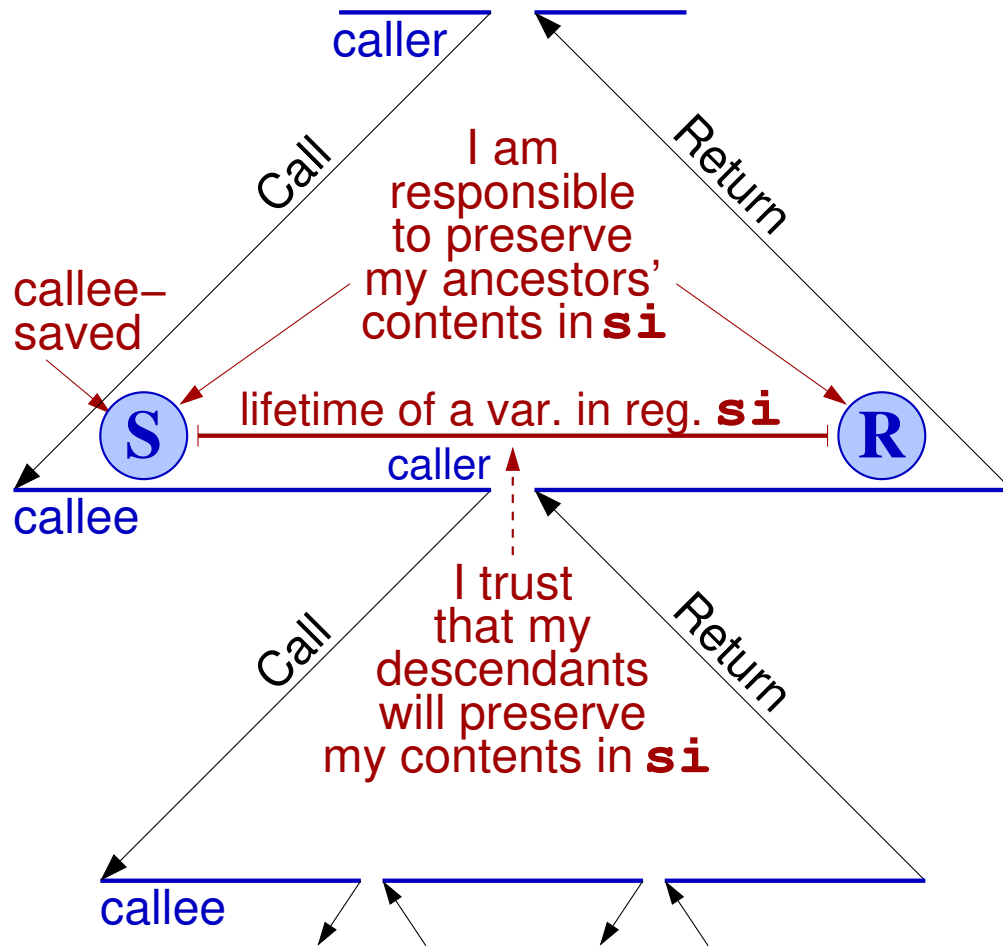 caller
Call
Return
I am
responsible
to preserve
my ancestors’
contents in si
callee–
saved
S
lifetime of a var. in reg. si
R
caller
callee
Call
Return
I trust
that my
descendants
will preserve
my contents in si
callee